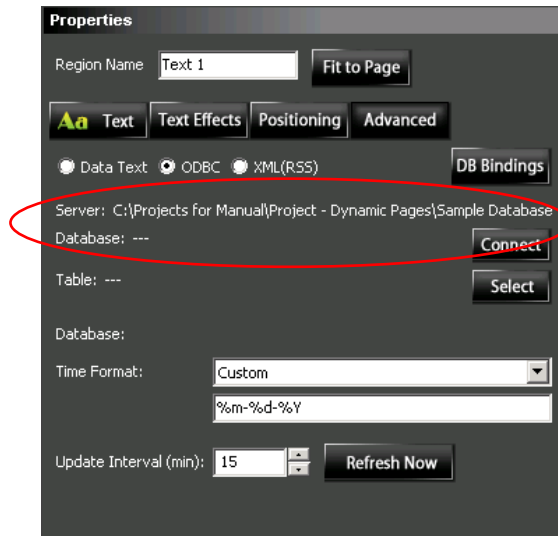 Properties
Region Name Text 1 Fit to Page
Aa Text Text Effects Positioning Advanced
Data Text ODBC XML(RSS) DB Bindings
Server: C:\Projects for Manual\Project - Dynamic Pages\Sample Database
Database: --- Connect
Table: --- Select
Database:
Time Format: Custom
%m-%d-%Y
Update Interval (min): 15 Refresh Now